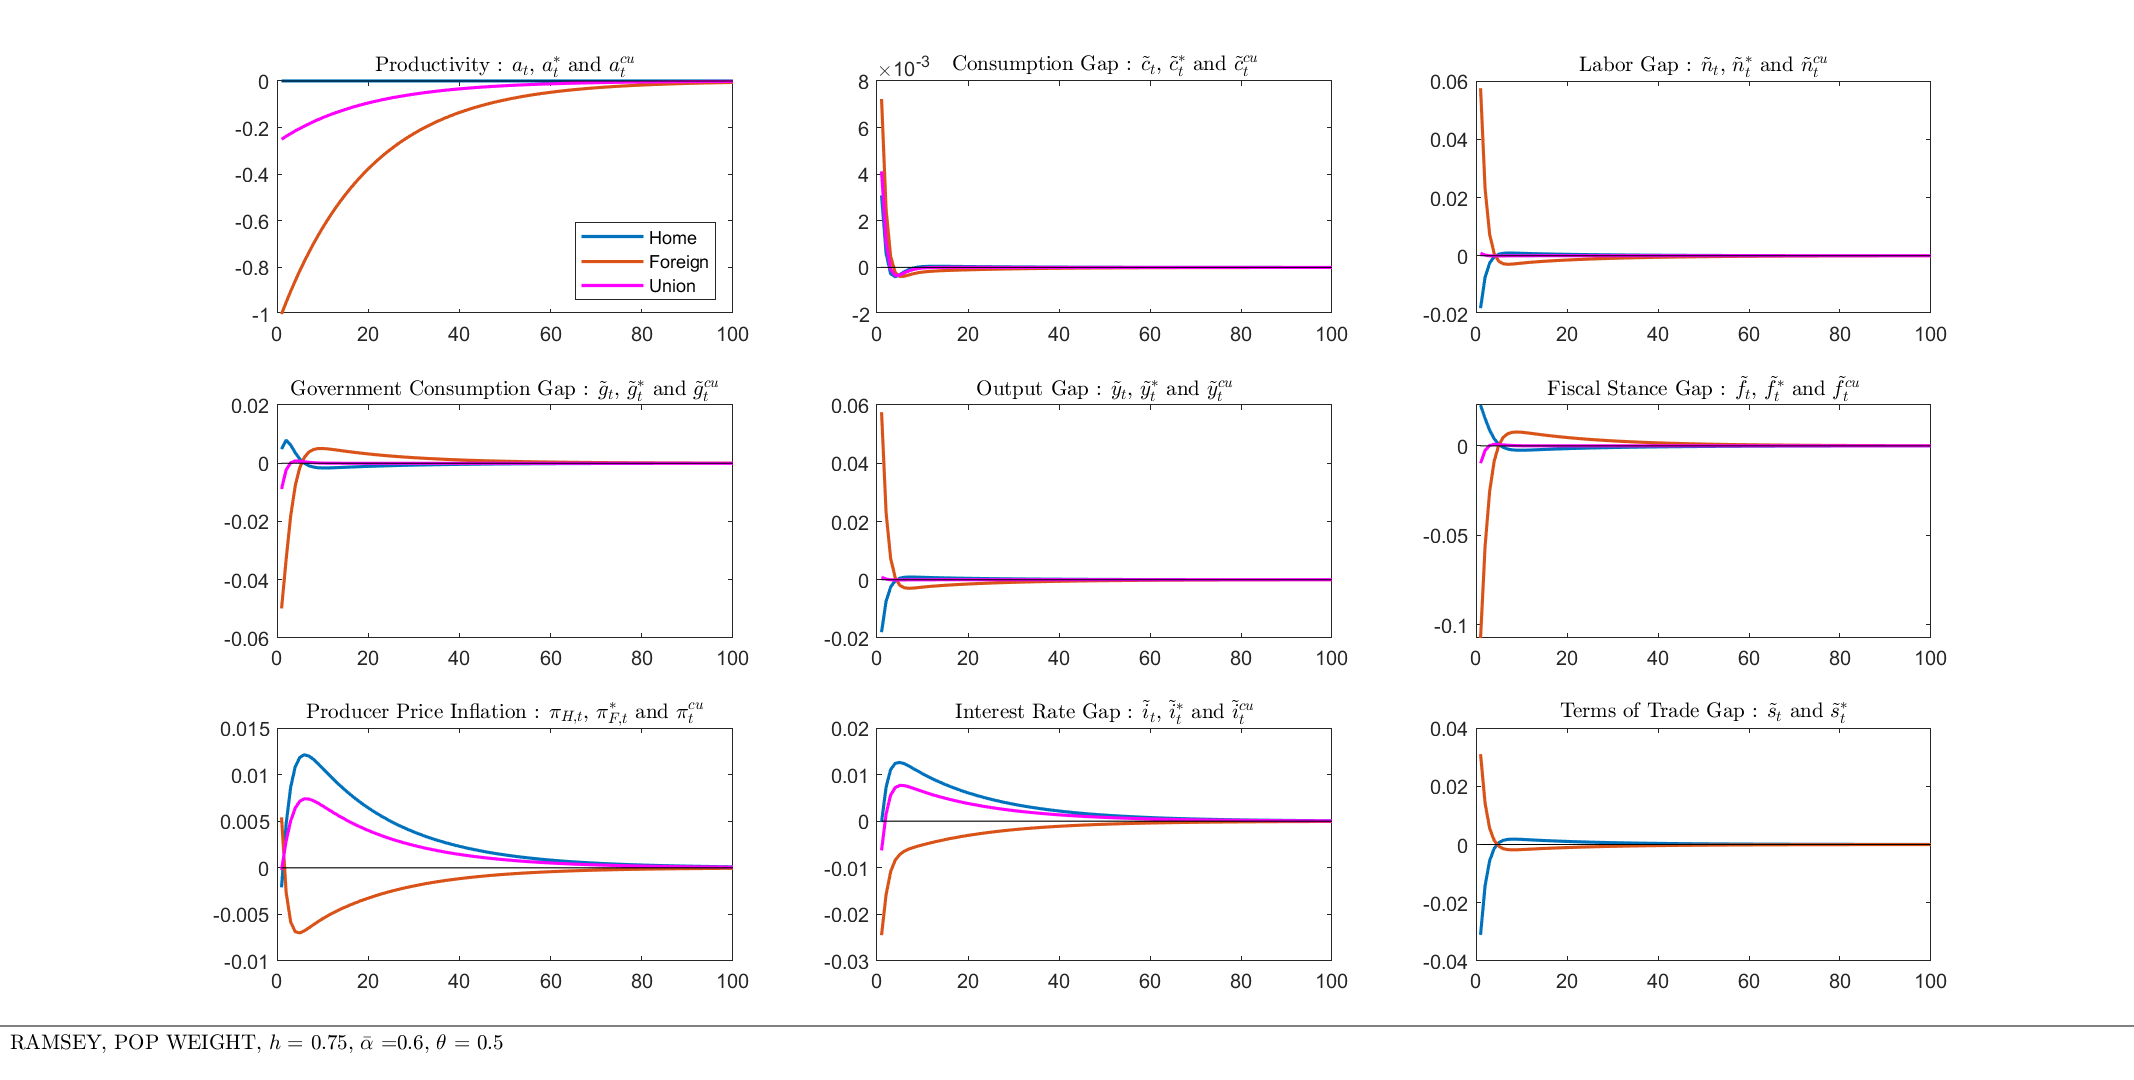 Productivity : a_t, a_t^* and a_t^{cu}
0
-0.2
-0.4
-0.6
-0.8
-1
0 20 40 60 80 100
Home
Foreign
Union
Consumption Gap : c̃_t, c̃_t^* and c̃_t^{cu}
×10^{-3}
8
6
4
2
0
-2
0 20 40 60 80 100
Labor Gap : ñ_t, ñ_t^* and ñ_t^{cu}
0.06
0.04
0.02
0
-0.02
0 20 40 60 80 100
Government Consumption Gap : g̃_t, g̃_t^* and g̃_t^{cu}
0.02
0
-0.02
-0.04
-0.06
0 20 40 60 80 100
Output Gap : ỹ_t, ỹ_t^* and ỹ_t^{cu}
0.06
0.04
0.02
0
-0.02
0 20 40 60 80 100
Fiscal Stance Gap : f̃_t, f̃_t^* and f̃_t^{cu}
0
-0.05
-0.1
0 20 40 60 80 100
Producer Price Inflation : π_{H,t}, π_{F,t}^* and π_t^{cu}
0.015
0.01
0.005
0
-0.005
-0.01
0 20 40 60 80 100
Interest Rate Gap : ĩ_t, ĩ_t^* and ĩ_t^{cu}
0.02
0.01
0
-0.01
-0.02
-0.03
0 20 40 60 80 100
Terms of Trade Gap : s̃_t and s̃_t^*
0.04
0.02
0
-0.02
-0.04
0 20 40 60 80 100
RAMSEY, POP WEIGHT, h = 0.75, ᾱ =0.6, θ = 0.5